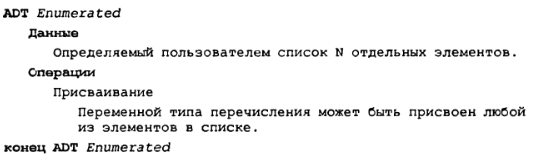 ADT Enumerated
Данные
Определяемый пользователем список N отдельных элементов.
Операции
Присваивание
Переменной типа перечисления может быть присвоен любой
из элементов в списке.
конец ADT Enumerated